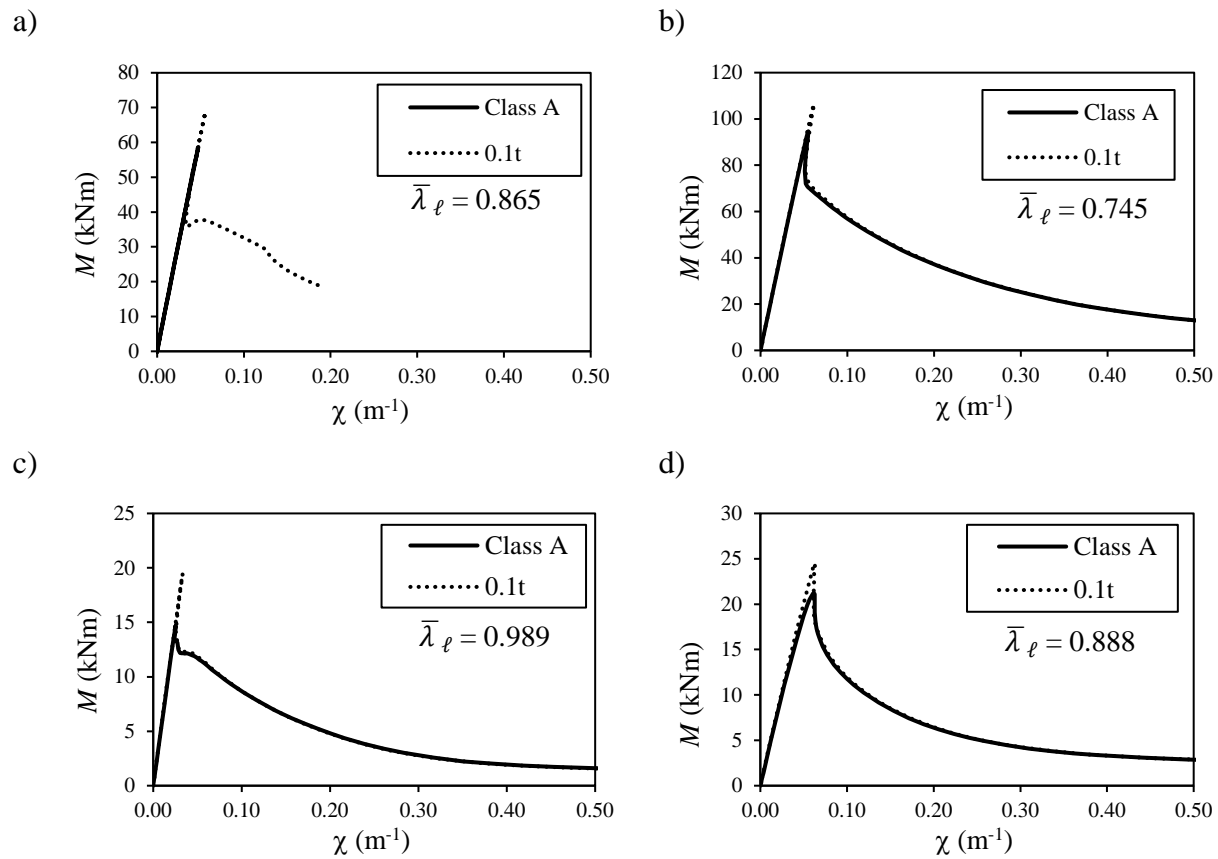 a)
80
70
60
50
40
30
20
10
0
M (kNm)
Class A
0.1t
λ̅ ℓ = 0.865
0.00 0.10 0.20 0.30 0.40 0.50
χ (m⁻¹)
b)
120
100
80
60
40
20
0
M (kNm)
Class A
0.1t
λ̅ ℓ = 0.745
0.00 0.10 0.20 0.30 0.40 0.50
χ (m⁻¹)
c)
25
20
15
10
5
0
M (kNm)
Class A
0.1t
λ̅ ℓ = 0.989
0.00 0.10 0.20 0.30 0.40 0.50
χ (m⁻¹)
d)
30
25
20
15
10
5
0
M (kNm)
Class A
0.1t
λ̅ ℓ = 0.888
0.00 0.10 0.20 0.30 0.40 0.50
χ (m⁻¹)